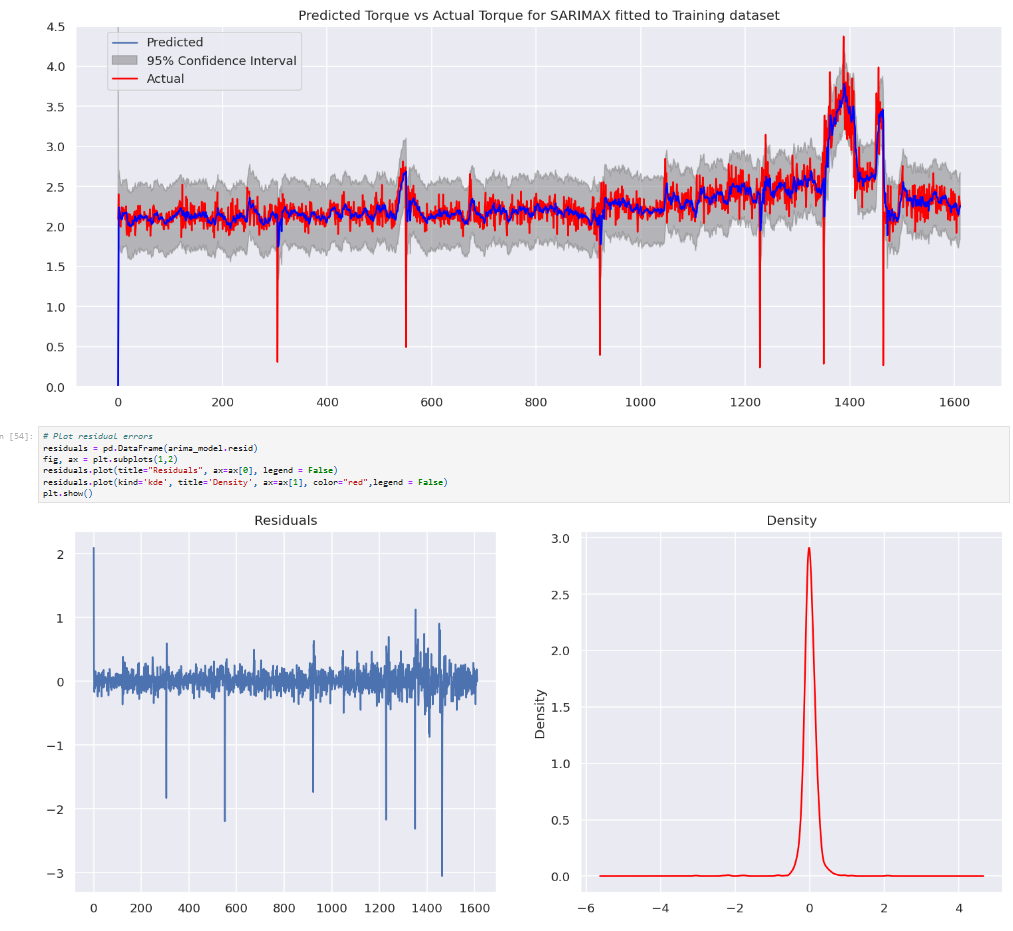 Predicted Torque vs Actual Torque for SARIMAX fitted to Training dataset
4.5
4.0
3.5
3.0
2.5
2.0
1.5
1.0
0.5
0.0
Predicted
95% Confidence Interval
Actual
0 200 400 600 800 1000 1200 1400 1600
n [54]:
# Plot residual errors
residuals = pd.DataFrame(arima_model.resid)
fig, ax = plt.subplots(1,2)
residuals.plot(title="Residuals", ax=ax[0], legend = False)
residuals.plot(kind='kde', title='Density', ax=ax[1], color="red",legend = False)
plt.show()
Residuals
2
1
0
−1
−2
−3
0 200 400 600 800 1000 1200 1400 1600
Density
Density
3.0
2.5
2.0
1.5
1.0
0.5
0.0
−6 −4 −2 0 2 4